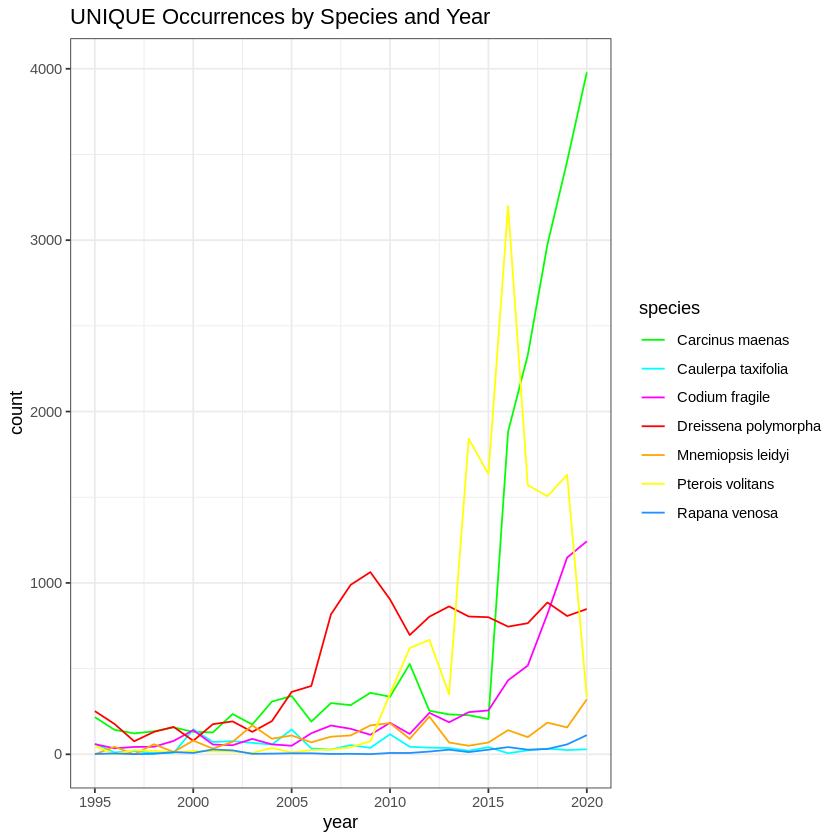 UNIQUE Occurrences by Species and Year
count
4000
3000
2000
1000
0
1995
2000
2005
2010
2015
2020
year
species
Carcinus maenas
Caulerpa taxifolia
Codium fragile
Dreissena polymorpha
Mnemiopsis leidyi
Pterois volitans
Rapana venosa